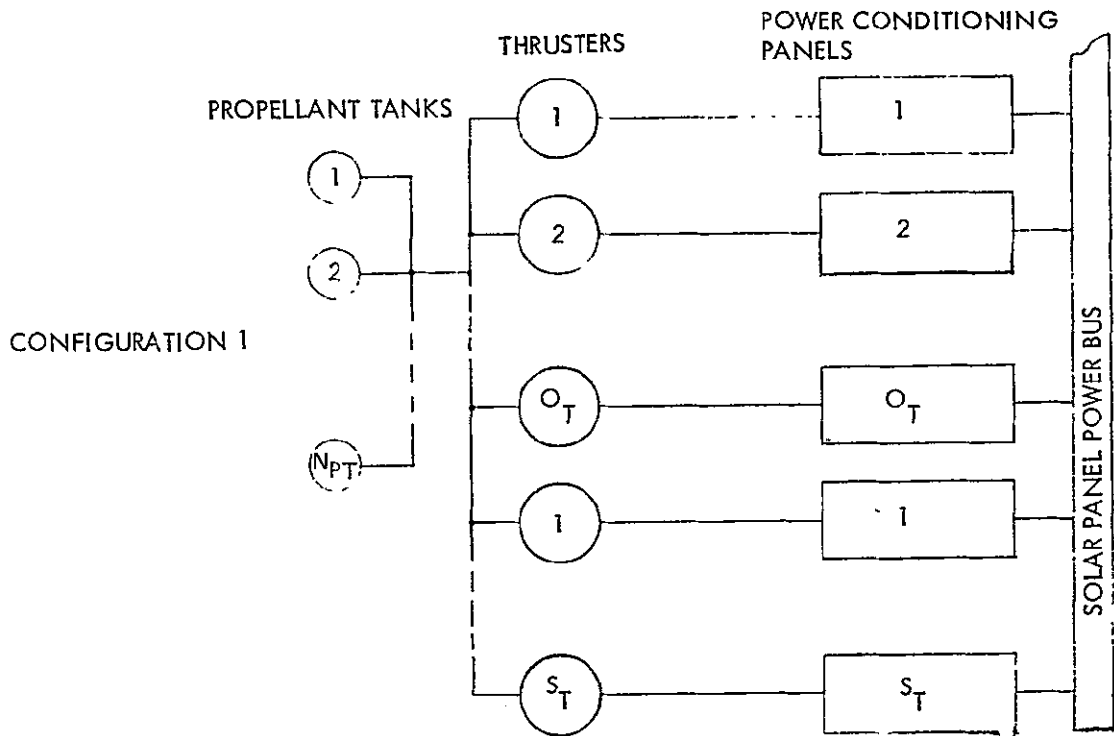 POWER CONDITIONING
PANELS
THRUSTERS
PROPELLANT TANKS
1
1
1
2
2
2
CONFIGURATION 1
O_T
O_T
N_PT
1
1
S_T
S_T
SOLAR PANEL POWER BUS